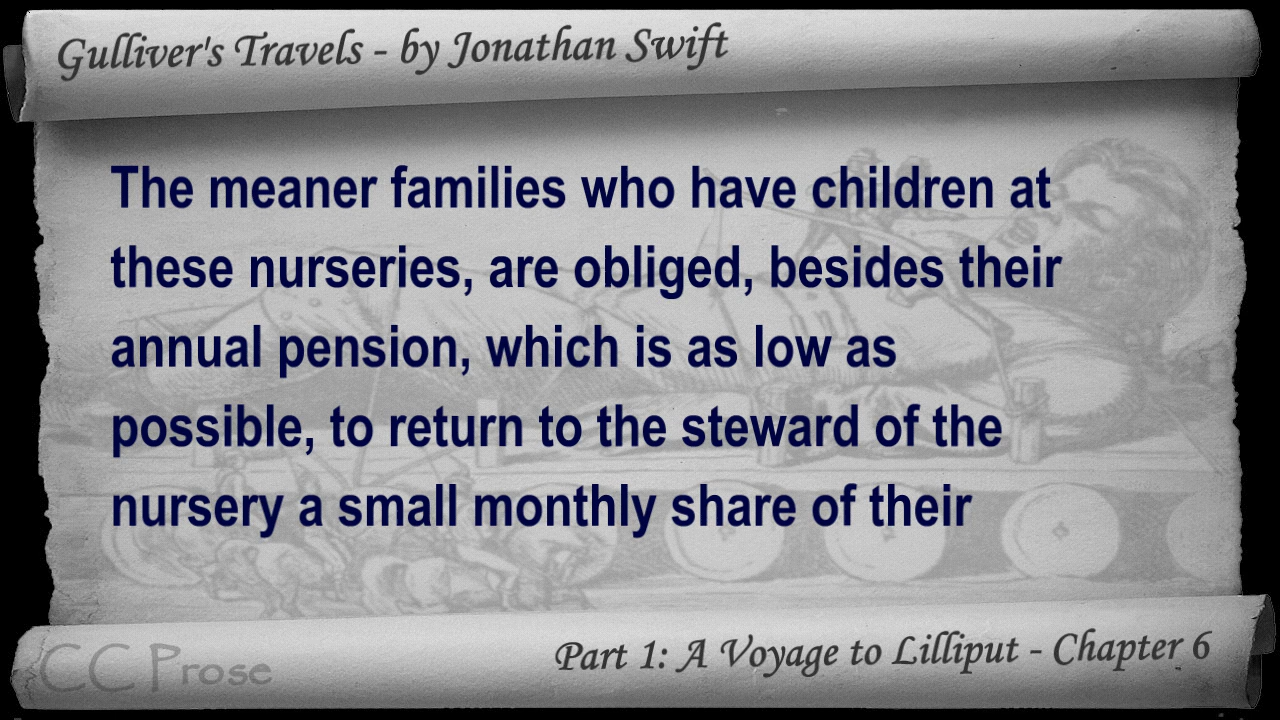 Gulliver's Travels - by Jonathan Swift
The meaner families who have children at
these nurseries, are obliged, besides their
annual pension, which is as low as
possible, to return to the steward of the
nursery a small monthly share of their
CC Prose
Part 1: A Voyage to Lilliput - Chapter 6